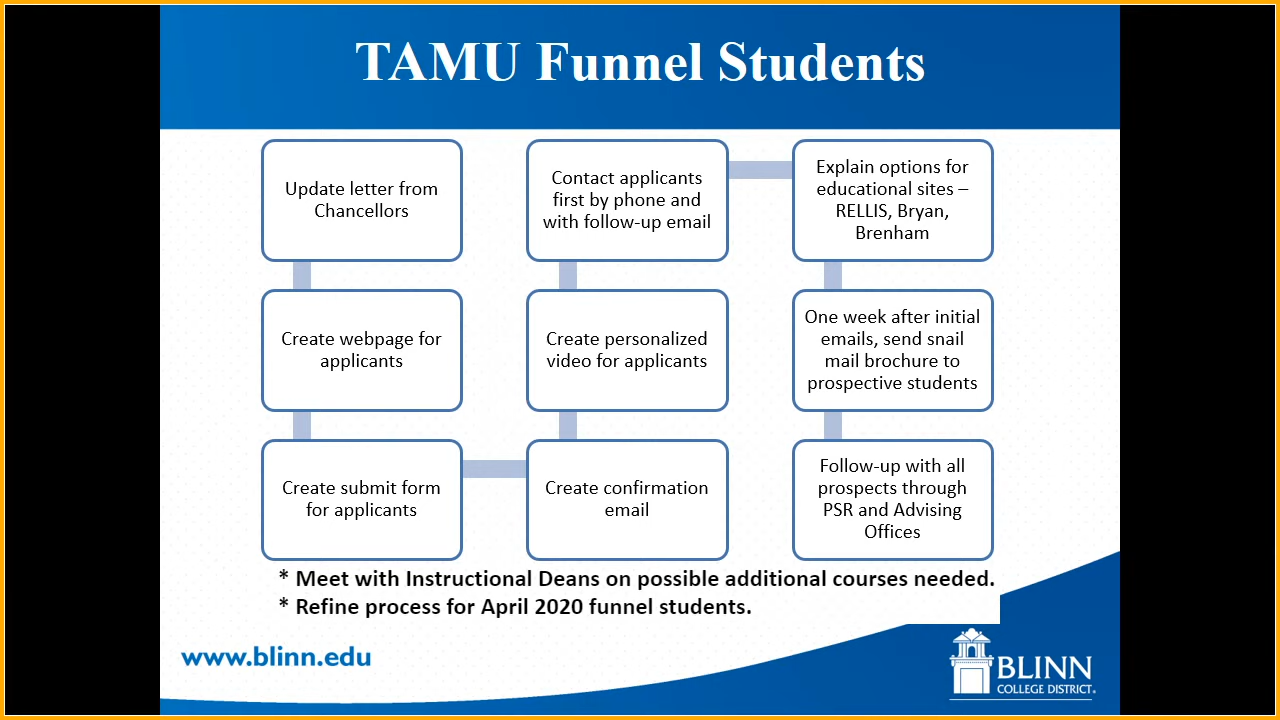 TAMU Funnel Students
Update letter from
Chancellors
Create webpage for
applicants
Create submit form
for applicants
Create confirmation
email
Create personalized
video for applicants
Contact applicants
first by phone and
with follow-up email
Explain options for
educational sites –
RELLIS, Bryan,
Brenham
One week after initial
emails, send snail
mail brochure to
prospective students
Follow-up with all
prospects through
PSR and Advising
Offices
* Meet with Instructional Deans on possible additional courses needed.
* Refine process for April 2020 funnel students.
www.blinn.edu
BLINN
COLLEGE DISTRICT.